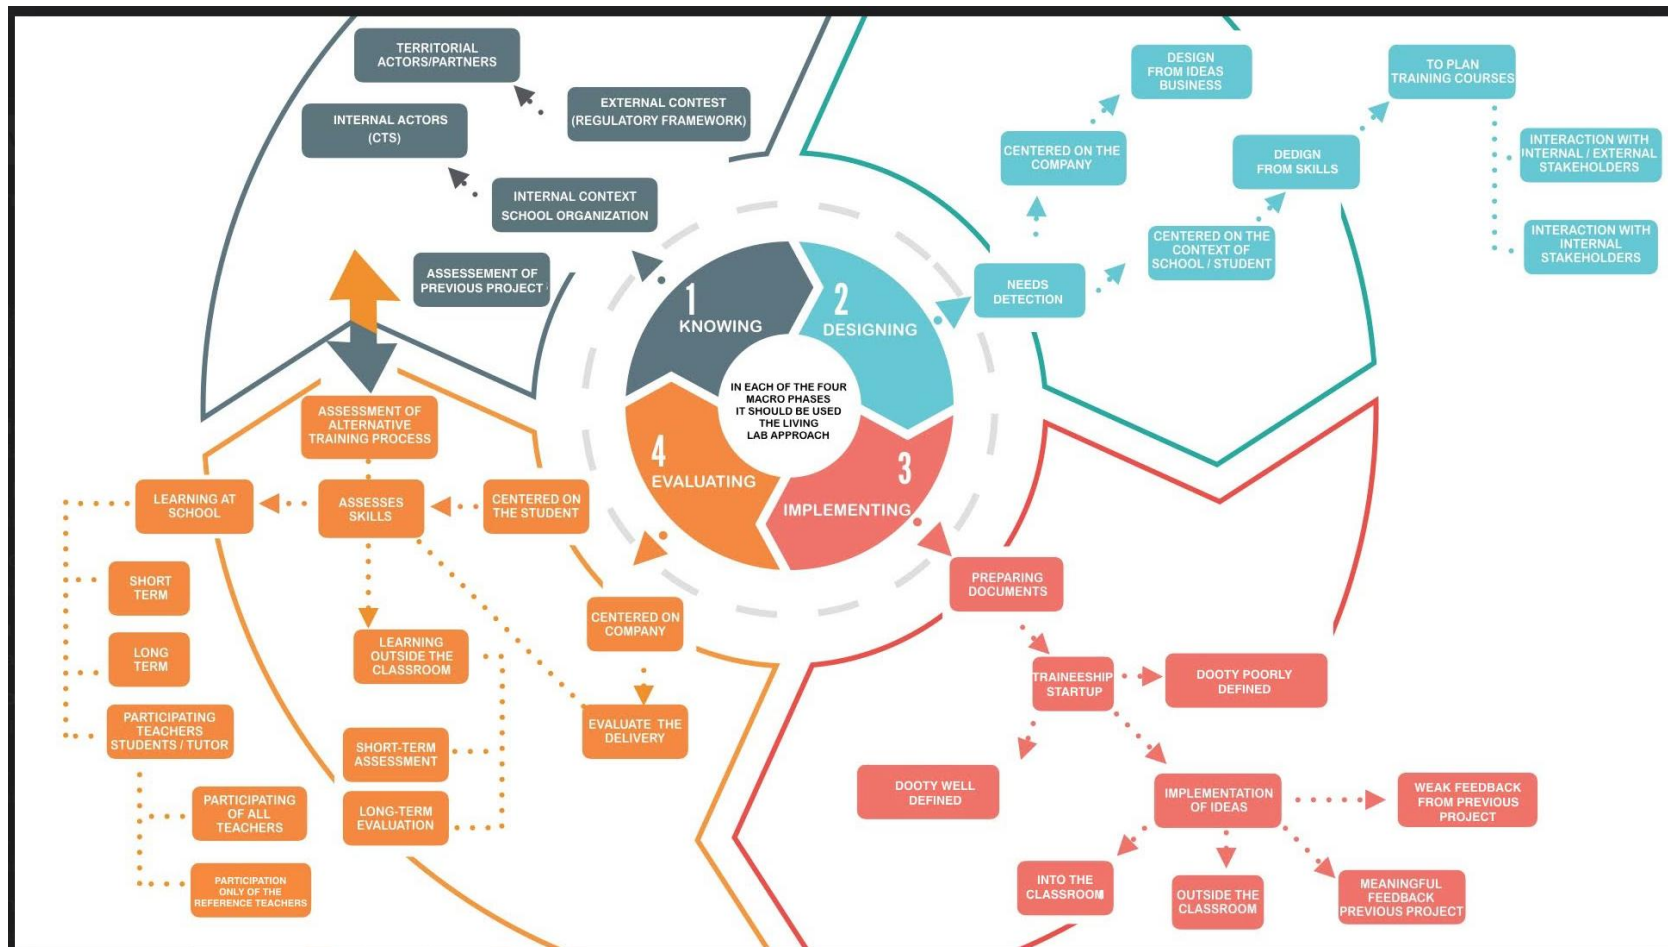 TERRITORIAL
ACTORS/PARTNERS
EXTERNAL CONTEST
(REGULATORY FRAMEWORK)
INTERNAL ACTORS
(CTS)
INTERNAL CONTEXT
SCHOOL ORGANIZATION
ASSESSEMENT OF
PREVIOUS PROJECT
1
KNOWING
2
DESIGNING
3
IMPLEMENTING
4
EVALUATING
IN EACH OF THE FOUR
MACRO PHASES
IT SHOULD BE USED
THE LIVING
LAB APPROACH
NEEDS
DETECTION
CENTERED ON THE
COMPANY
DESIGN
FROM IDEAS
BUSINESS
CENTERED ON THE
CONTEXT OF
SCHOOL / STUDENT
DEDIGN
FROM SKILLS
TO PLAN
TRAINING COURSES
INTERACTION WITH
INTERNAL / EXTERNAL
STAKEHOLDERS
INTERACTION WITH
INTERNAL
STAKEHOLDERS
PREPARING
DOCUMENTS
TRAINEESHIP
STARTUP
DOOTY POORLY
DEFINED
DOOTY WELL
DEFINED
IMPLEMENTATION
OF IDEAS
WEAK FEEDBACK
FROM PREVIOUS
PROJECT
INTO THE
CLASSROOM
OUTSIDE THE
CLASSROOM
MEANINGFUL
FEEDBACK
PREVIOUS PROJECT
ASSESSMENT OF
ALTERNATIVE
TRAINING PROCESS
LEARNING AT
SCHOOL
ASSESSES
SKILLS
CENTERED ON
THE STUDENT
SHORT
TERM
LONG
TERM
PARTICIPATING
TEACHERS
STUDENTS / TUTOR
PARTICIPATING
OF ALL
TEACHERS
PARTICIPATION
ONLY OF THE
REFERENCE TEACHERS
LEARNING
OUTSIDE THE
CLASSROOM
SHORT-TERM
ASSESSMENT
LONG-TERM
EVALUATION
CENTERED ON
COMPANY
EVALUATE THE
DELIVERY